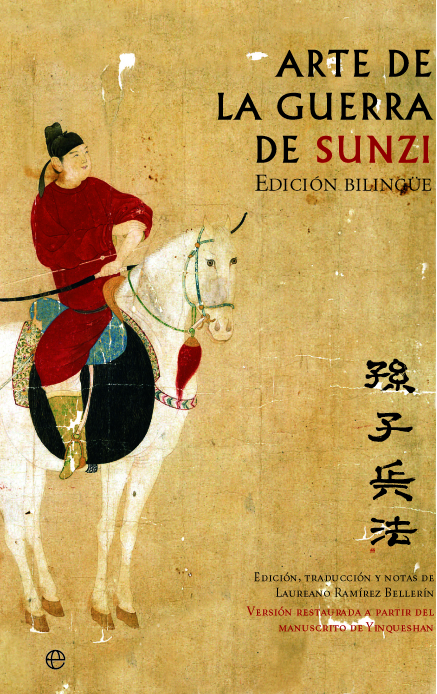 ARTE DE
LA GUERRA
DE SUNZI
EDICIÓN BILINGÜE
孫子兵法
EDICIÓN, TRADUCCIÓN Y NOTAS DE
LAUREANO RAMÍREZ BELLERÍN
VERSIÓN RESTAURADA A PARTIR DEL
MANUSCRITO DE YINQUESHAN